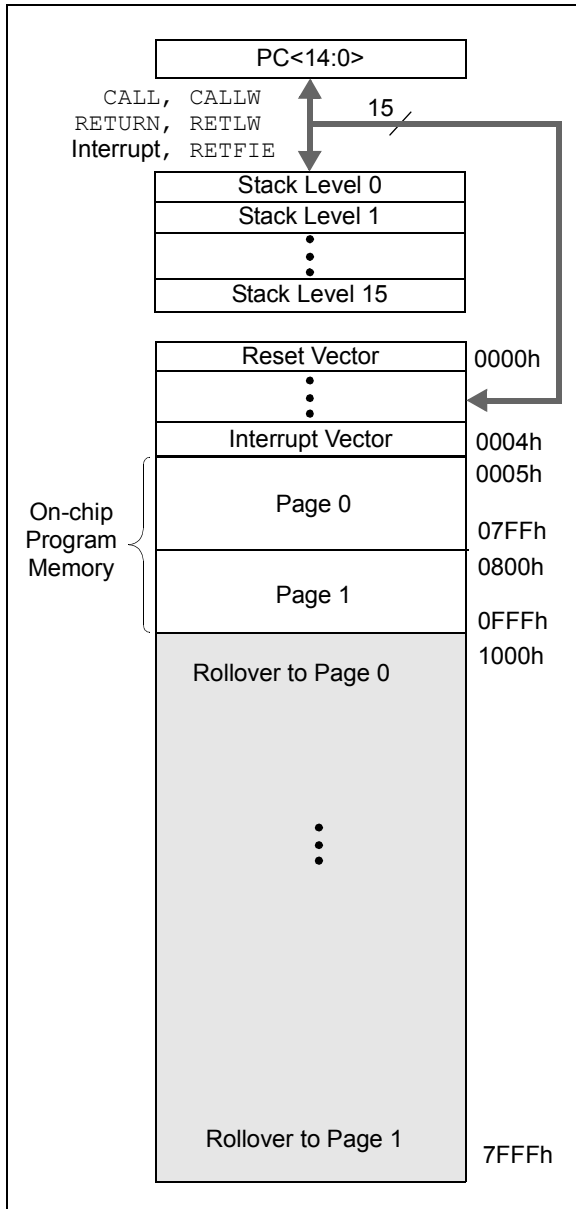 PC<14:0>
CALL, CALLW
RETURN, RETLW
Interrupt, RETFIE
15
Stack Level 0
Stack Level 1
Stack Level 15
Reset Vector
0000h
Interrupt Vector
0004h
On-chip
Program
Memory
0005h
Page 0
07FFh
0800h
Page 1
0FFFh
1000h
Rollover to Page 0
Rollover to Page 1
7FFFh